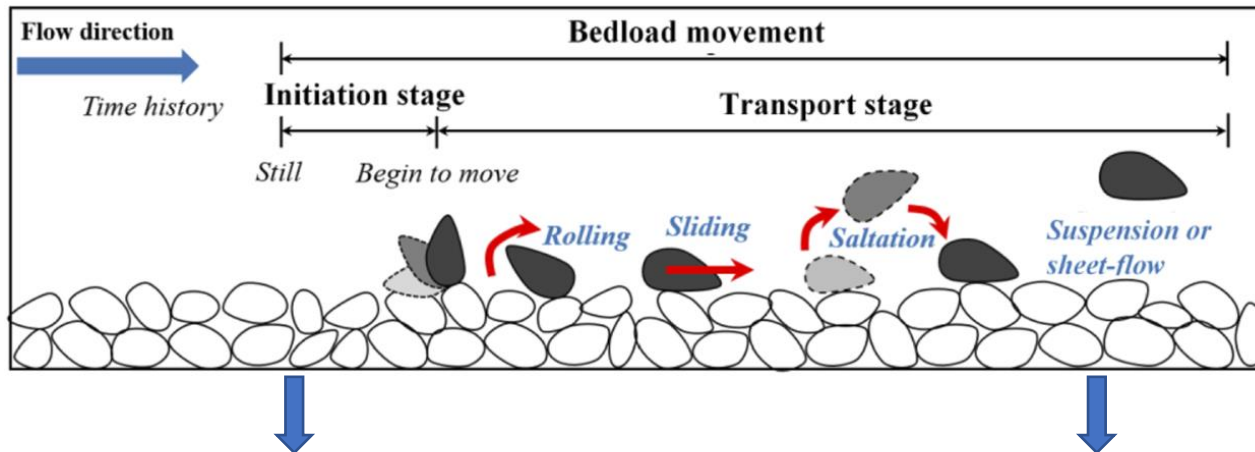 Flow direction
Bedload movement
Time history
Initiation stage
Transport stage
Still
Begin to move
Rolling
Sliding
Saltation
Suspension or
sheet-flow